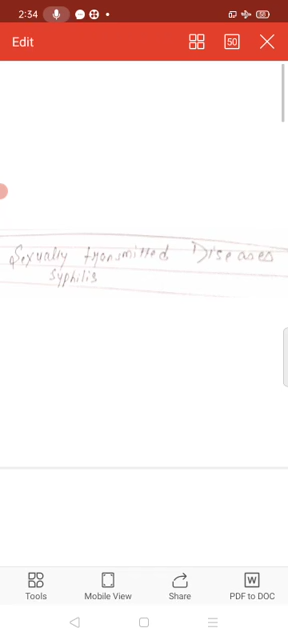 2:34
Edit
50
Sexually transmitted Diseases
Syphilis
Tools
Mobile View
Share
W
PDF to DOC